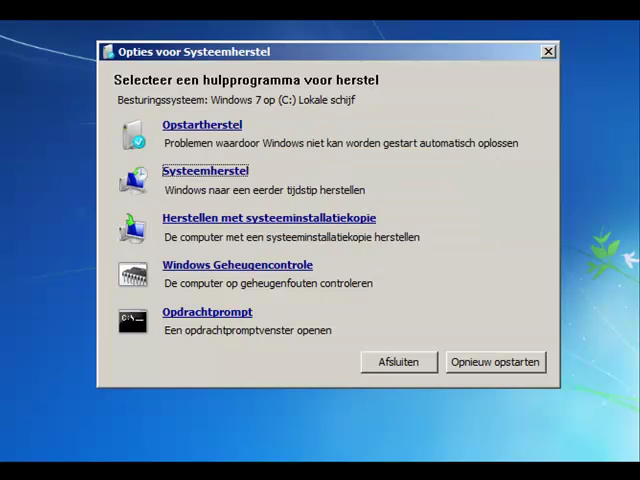 Opties voor Systeemherstel
Selecteer een hulpprogramma voor herstel
Besturingssysteem: Windows 7 op (C:) Lokale schijf
Opstartherstel
Problemen waardoor Windows niet kan worden gestart automatisch oplossen
Systeemherstel
Windows naar een eerder tijdstip herstellen
Herstellen met systeeminstallatiekopie
De computer met een systeeminstallatiekopie herstellen
Windows Geheugencontrole
De computer op geheugenfouten controleren
C:\_
Opdrachtprompt
Een opdrachtpromptvenster openen
Afsluiten
Opnieuw opstarten